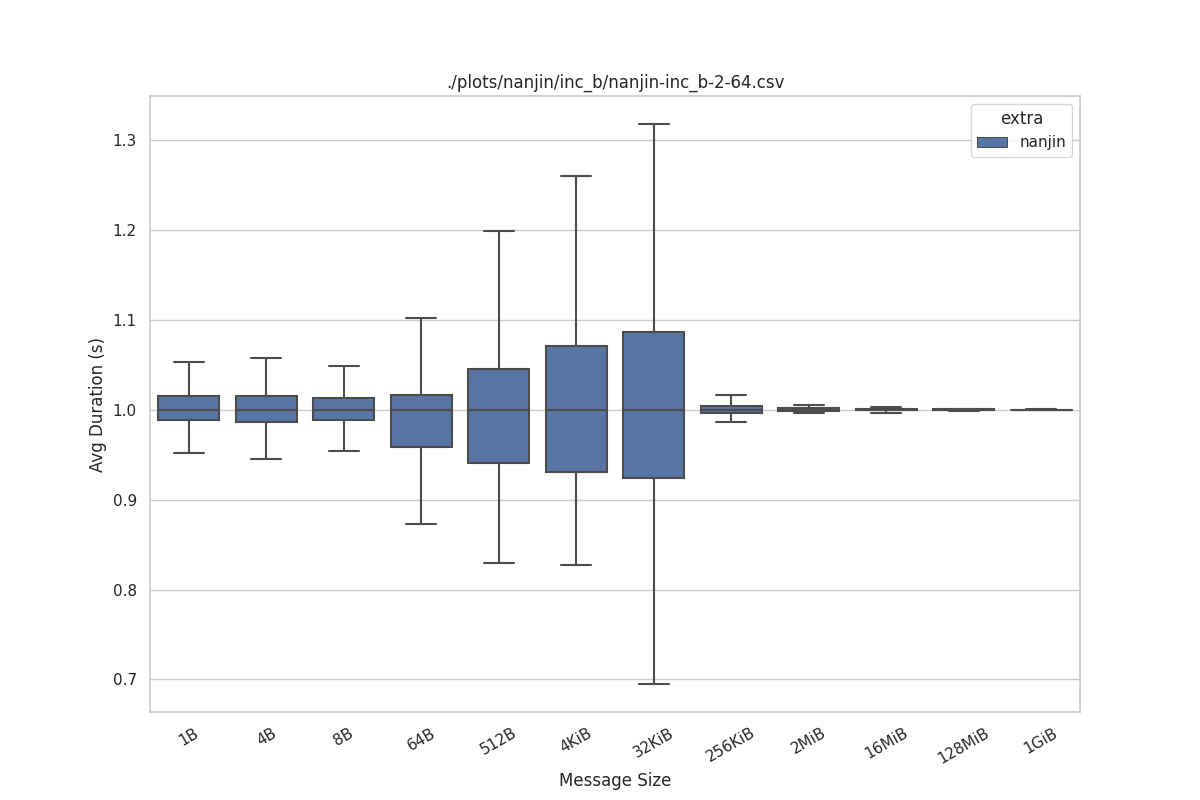 ./plots/nanjin/inc_b/nanjin-inc_b-2-64.csv
extra
nanjin
1.3
1.2
1.1
1.0
0.9
0.8
0.7
Avg Duration (s)
1B 4B 8B 64B 512B 4KiB 32KiB 256KiB 2MiB 16MiB 128MiB 1GiB
Message Size